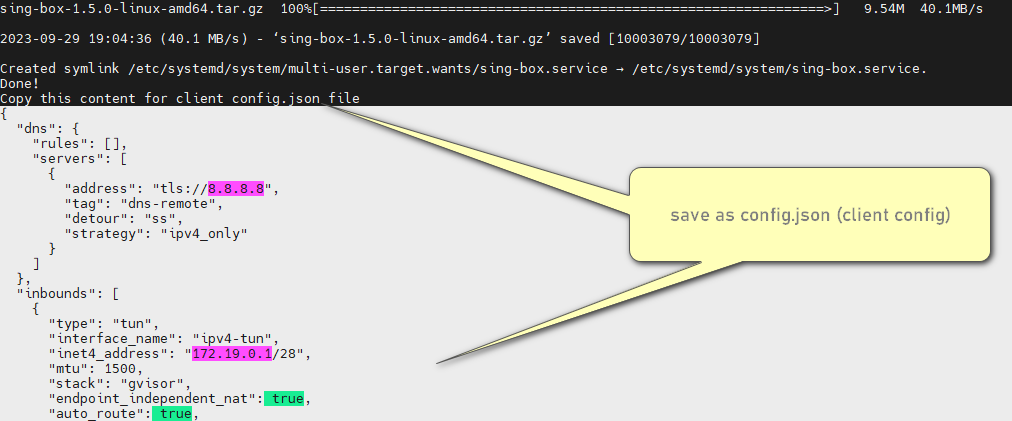 sing-box-1.5.0-linux-amd64.tar.gz  100%[===============================================================>]   9.54M  40.1MB/s
2023-09-29 19:04:36 (40.1 MB/s) - ‘sing-box-1.5.0-linux-amd64.tar.gz’ saved [10003079/10003079]
Created symlink /etc/systemd/system/multi-user.target.wants/sing-box.service → /etc/systemd/system/sing-box.service.
Done!
Copy this content for client config.json file
{
  "dns": {
    "rules": [],
    "servers": [
      {
        "address": "tls://8.8.8.8",
        "tag": "dns-remote",
        "detour": "ss",
        "strategy": "ipv4_only"
      }
    ]
  },
  "inbounds": [
    {
      "type": "tun",
      "interface_name": "ipv4-tun",
      "inet4_address": "172.19.0.1/28",
      "mtu": 1500,
      "stack": "gvisor",
      "endpoint_independent_nat": true,
      "auto_route": true,
save as config.json (client config)